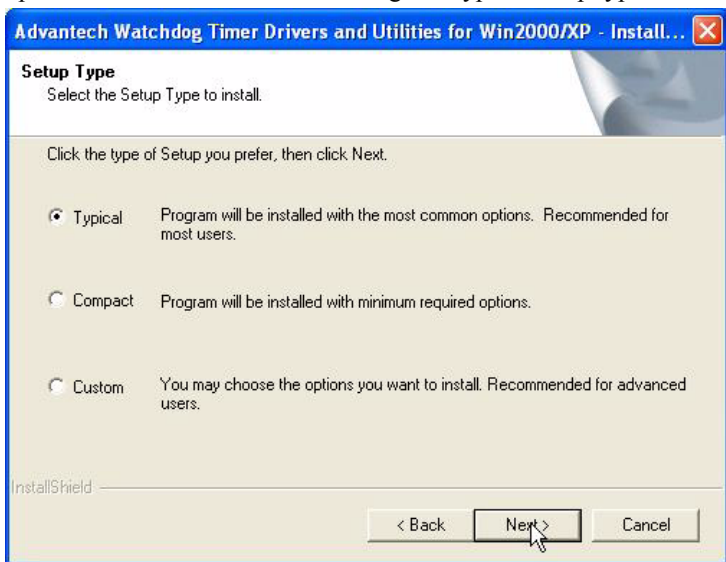 Advantech Watchdog Timer Drivers and Utilities for Win2000/XP - Install...
Setup Type
Select the Setup Type to install.
Click the type of Setup you prefer, then click Next.
Typical Program will be installed with the most common options. Recommended for
most users.
Compact Program will be installed with minimum required options.
Custom You may choose the options you want to install. Recommended for advanced
users.
InstallShield
< Back Next > Cancel